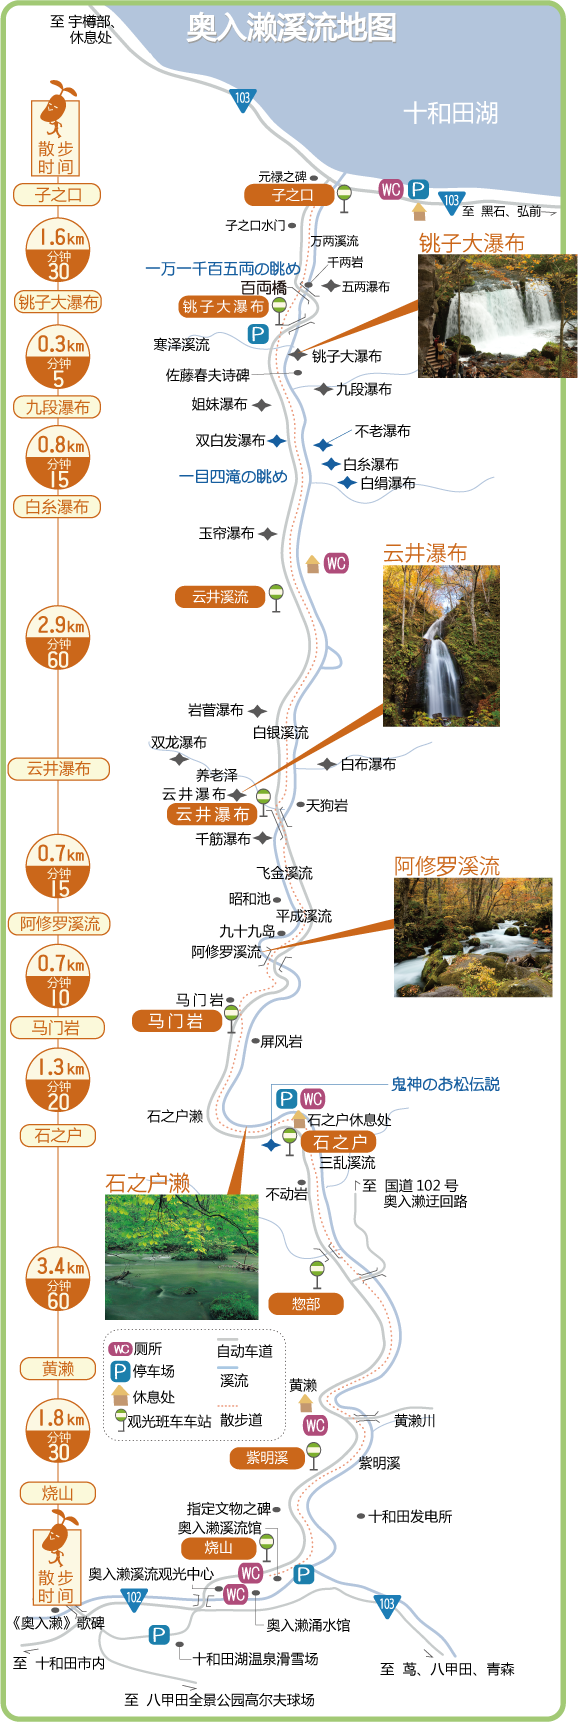 至 宇樽部、
休息处
奥入濑溪流地图
103
十和田湖
散步
时间
元禄之碑
子之口
子之口
WC
P
103
至 黑石、弘前
子之口水门
1.6km
分钟
30
万两溪流
铫子大瀑布
一万一千百五両の眺め
千两岩
百両橋
五两瀑布
铫子大瀑布
铫子大瀑布
P
寒泽溪流
0.3km
分钟
5
铫子大瀑布
佐藤春夫诗碑
九段瀑布
九段瀑布
姐妹瀑布
0.8km
分钟
15
双白发瀑布
不老瀑布
白糸瀑布
一目四滝の眺め
白绢瀑布
白糸瀑布
玉帘瀑布
云井瀑布
WC
云井溪流
2.9km
分钟
60
岩菅瀑布
白银溪流
双龙瀑布
云井瀑布
白布瀑布
养老泽
云井瀑布
天狗岩
云井瀑布
千筋瀑布
0.7km
分钟
15
飞金溪流
阿修罗溪流
昭和池
平成溪流
阿修罗溪流
九十九岛
阿修罗溪流
0.7km
分钟
10
马门岩
马门岩
马门岩
屏风岩
1.3km
分钟
20
鬼神のお松伝説
P
WC
石之户濑
石之户休息处
石之户
石之户
三乱溪流
石之户濑
不动岩
至 国道 102 号
奥入濑迂回路
3.4km
分钟
60
惣部
WC
厕所
P
停车场
休息处
观光班车车站
自动车道
溪流
散步道
黄濑
黄濑
WC
黄濑川
1.8km
分钟
30
紫明溪
紫明溪
烧山
指定文物之碑
奥入濑溪流馆
十和田发电所
烧山
散步
时间
奥入濑溪流观光中心
WC
P
102
WC
103
《奥入濑》歌碑
奥入濑涌水馆
P
至 十和田市内
十和田湖温泉滑雪场
至 茑、八甲田、青森
至 八甲田全景公园高尔夫球场